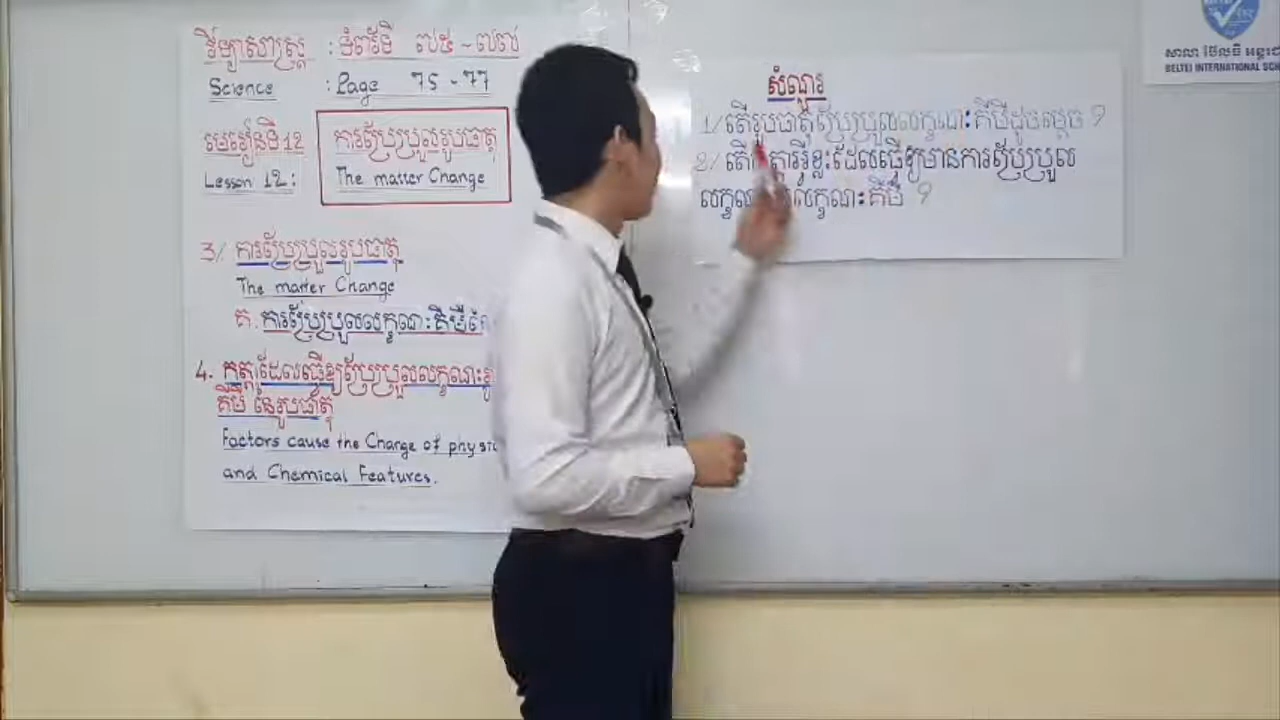 វិទ្យាសាស្ត្រ : ទំព័រទី ៧៥ - ៧៧
Science : Page 75 - 77
មេរៀនទី 12
Lesson 12:
ការប្រែប្រួលរូបធាតុ
The matter Change
3/ ការប្រែប្រួលរូបធាតុ
The matter Change
គ. ការប្រែប្រួលលក្ខណៈគីមី
4. កត្តាដែលធ្វើឱ្យប្រែប្រួលលក្ខណៈ
គីមី នៃរូបធាតុ
Factors cause the Change of
and Chemical Features.
សំណួរ
1/ តើរូបធាតុប្រែប្រួលលក្ខណៈគីមីដូចម្តេច ?
2/ តើ អ្វីខ្លះដែលធ្វើឱ្យមានការប្រែប្រួល
គីមី ?
សាលា ប៊ែលធី
BELTEI INTERNATIONAL